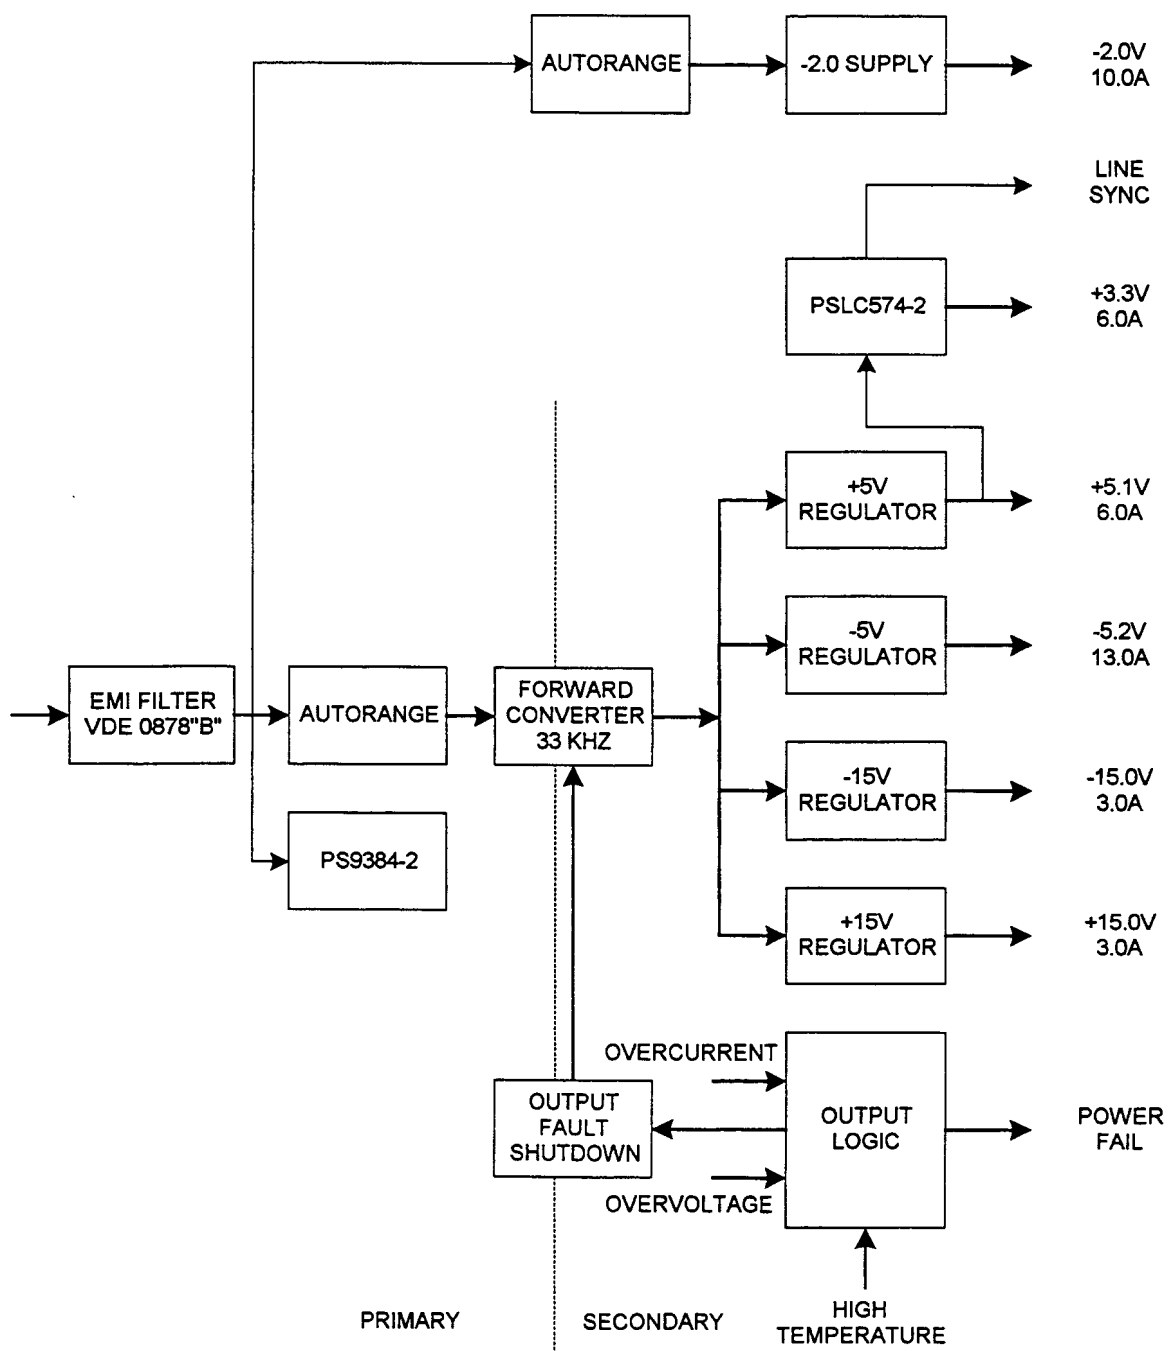 AUTORANGE
-2.0 SUPPLY
-2.0V
10.0A
LINE
SYNC
PSLC574-2
+3.3V
6.0A
+5V
REGULATOR
+5.1V
6.0A
-5V
REGULATOR
-5.2V
13.0A
EMI FILTER
VDE 0878"B"
AUTORANGE
FORWARD
CONVERTER
33 KHZ
-15V
REGULATOR
-15.0V
3.0A
PS9384-2
+15V
REGULATOR
+15.0V
3.0A
OVERCURRENT
OUTPUT
FAULT
SHUTDOWN
OUTPUT
LOGIC
POWER
FAIL
OVERVOLTAGE
PRIMARY
SECONDARY
HIGH
TEMPERATURE